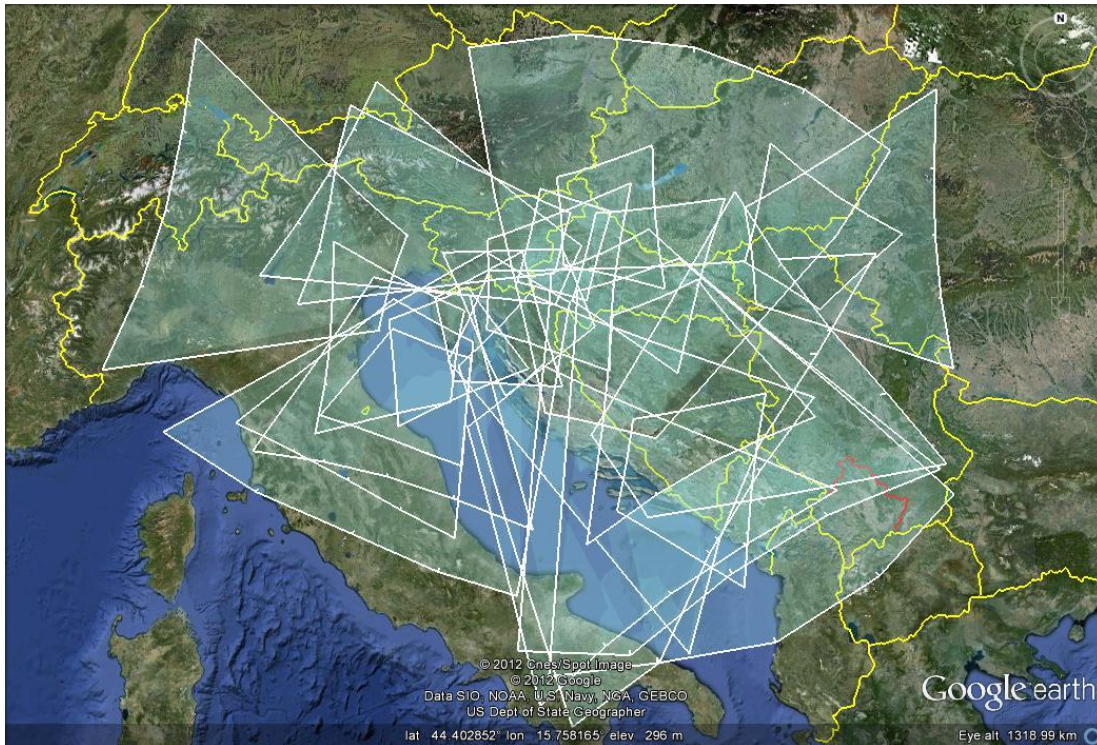 N
© 2012 Cnes/Spot Image
© 2012 Google
Data SIO, NOAA, U.S. Navy, NGA, GEBCO
US Dept of State Geographer
Google earth
lat 44.402852° lon 15.758165° elev 296 m
Eye alt 1318.99 km